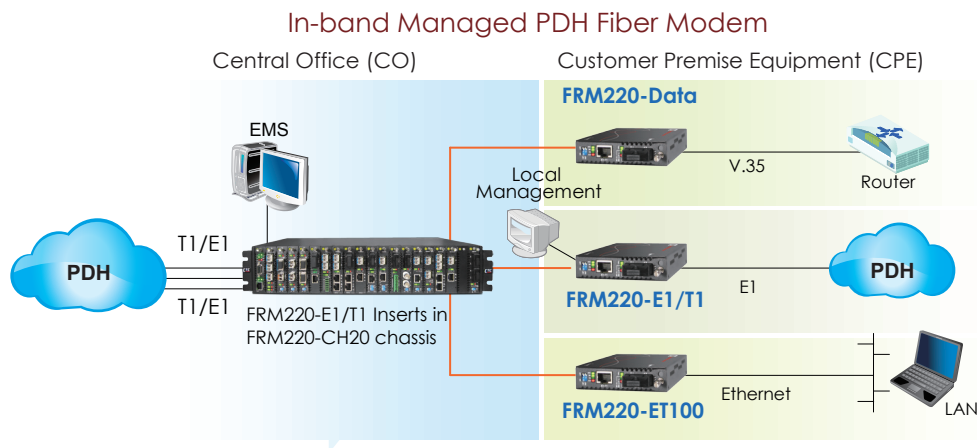 In-band Managed PDH Fiber Modem
Central Office (CO)
Customer Premise Equipment (CPE)
FRM220-Data
EMS
V.35
Router
Local
Management
T1/E1
PDH
T1/E1
FRM220-E1/T1 Inserts in
FRM220-CH20 chassis
E1
PDH
FRM220-E1/T1
Ethernet
LAN
FRM220-ET100